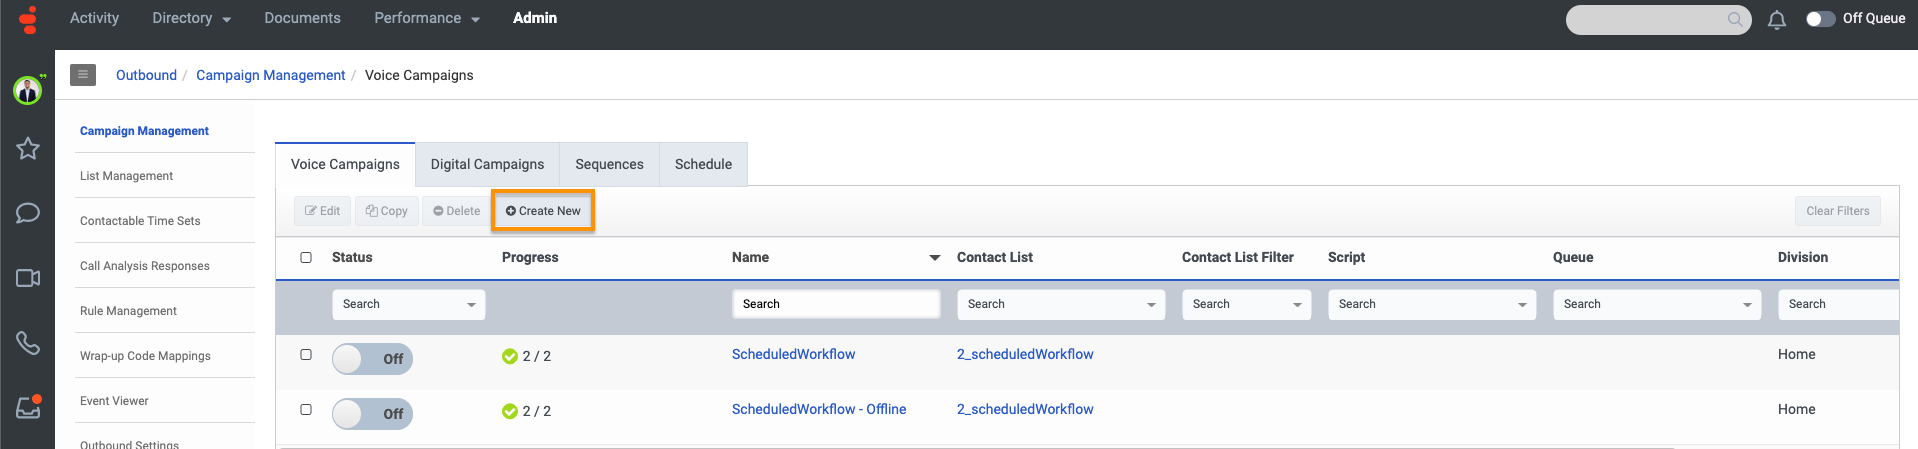 Activity Directory Documents Performance Admin Off Queue
Outbound / Campaign Management / Voice Campaigns
Campaign Management
List Management
Contactable Time Sets
Call Analysis Responses
Rule Management
Wrap-up Code Mappings
Event Viewer
Outbound Settings
Voice Campaigns Digital Campaigns Sequences Schedule
Edit Copy Delete Create New Clear Filters
Status Progress Name Contact List Contact List Filter Script Queue Division
Search Search Search Search Search Search Search
Off 2 / 2 ScheduledWorkflow 2_scheduledWorkflow Home
Off 2 / 2 ScheduledWorkflow - Offline 2_scheduledWorkflow Home